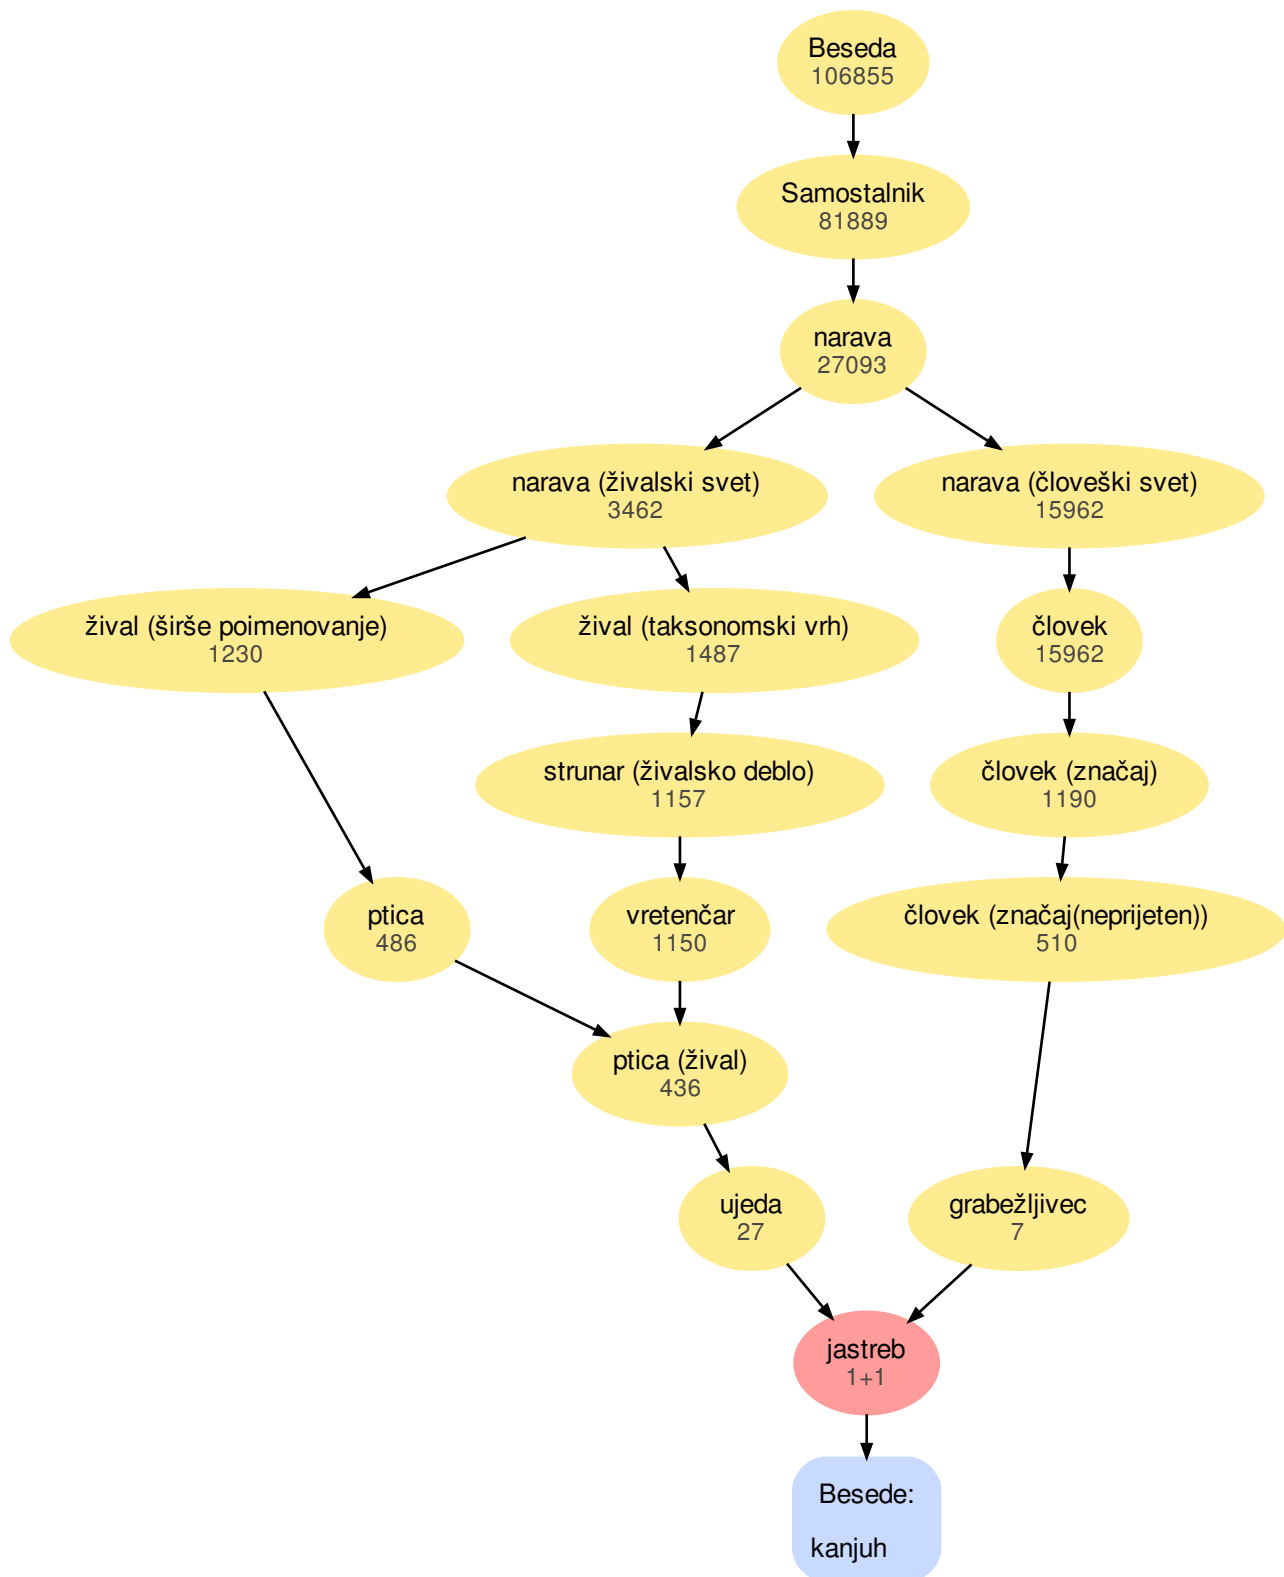 Beseda
106855
Samostalnik
81889
narava
27093
narava (živalski svet)
3462
narava (človeški svet)
15962
žival (širše poimenovanje)
1230
žival (taksonomski vrh)
1487
človek
15962
strunar (živalsko deblo)
1157
človek (značaj)
1190
ptica
486
vretenčar
1150
človek (značaj(neprijeten))
510
ptica (žival)
436
ujeda
27
grabežljivec
7
jastreb
1+1
Besede:
kanjuh